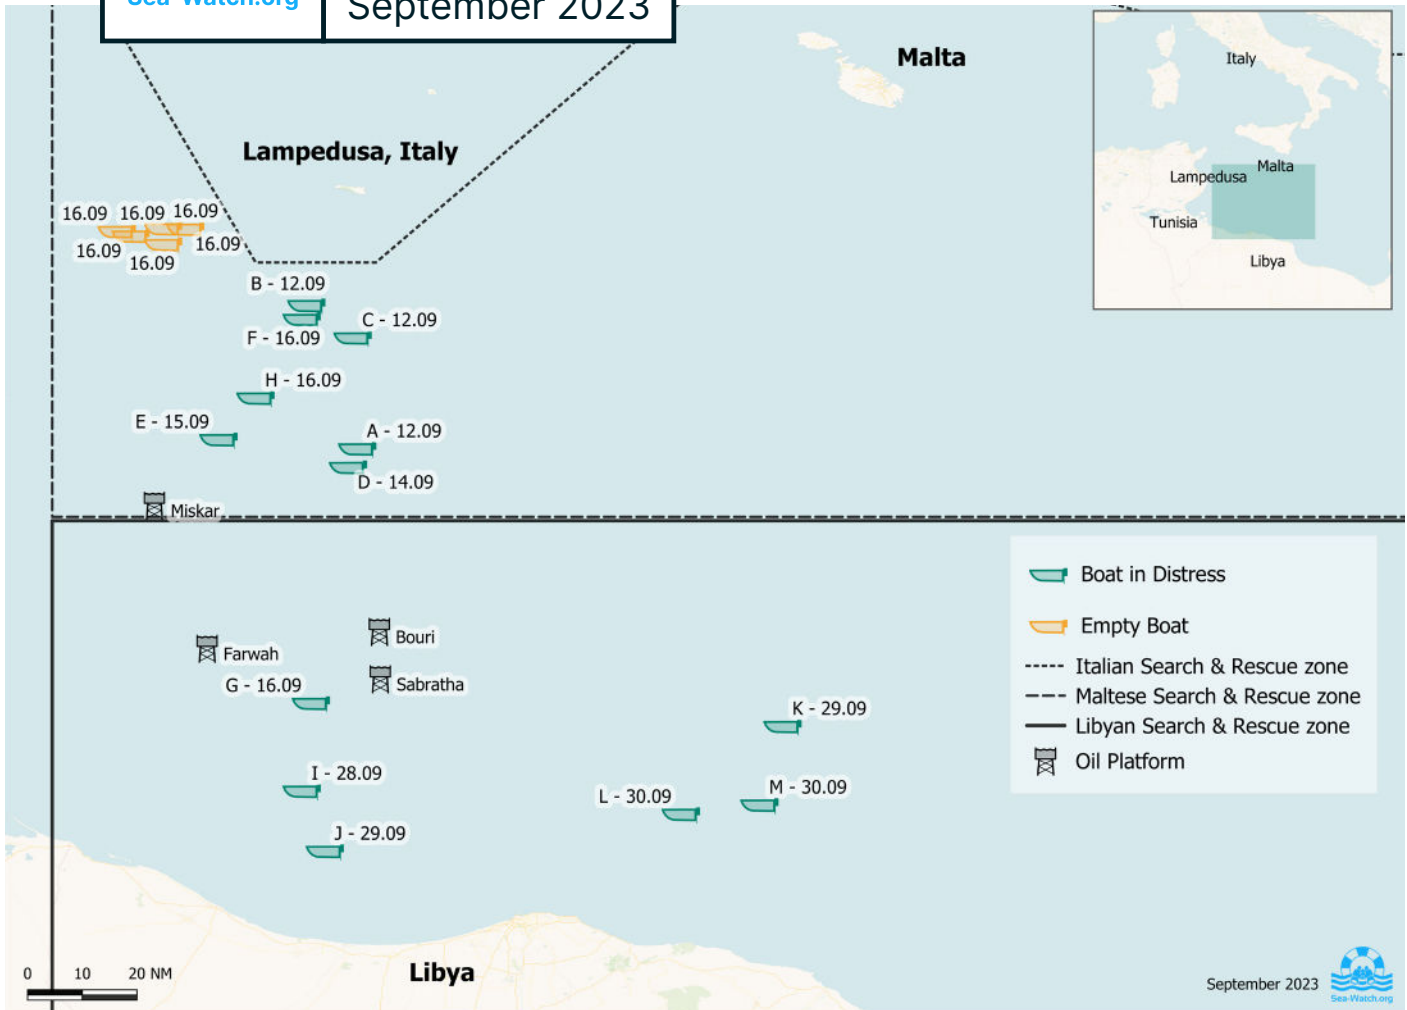 Sea-Watch.org
September 2023
Malta
Italy
Lampedusa, Italy
Malta
Lampedusa
Tunisia
Libya
16.09
16.09
16.09
16.09
16.09
16.09
B - 12.09
C - 12.09
F - 16.09
H - 16.09
E - 15.09
A - 12.09
D - 14.09
Miskar
Boat in Distress
Empty Boat
Italian Search & Rescue zone
Maltese Search & Rescue zone
Libyan Search & Rescue zone
Oil Platform
Bouri
Farwah
Sabratha
G - 16.09
K - 29.09
I - 28.09
M - 30.09
L - 30.09
J - 29.09
0 10 20 NM
Libya
September 2023
Sea-Watch.org